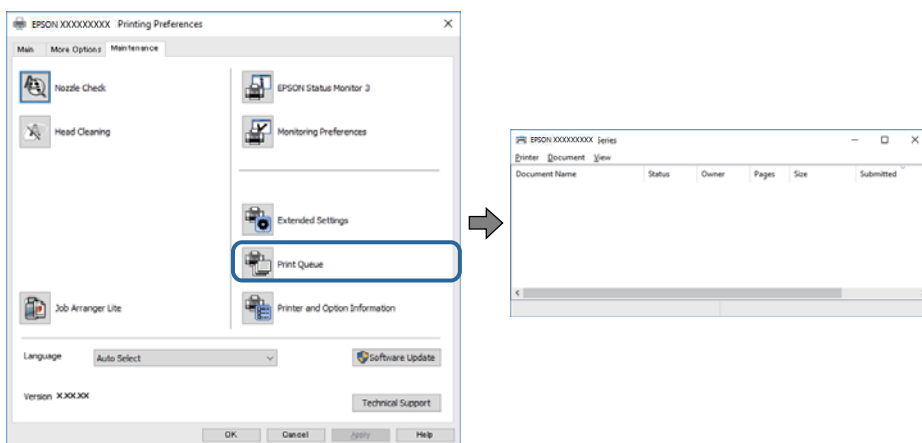 EPSON XXXXXXXXX Printing Preferences
Main More Options Maintenance
Nozzle Check
EPSON Status Monitor 3
Head Cleaning
Monitoring Preferences
Extended Settings
Print Queue
Job Arranger Lite
Printer and Option Information
Language Auto Select Software Update
Version X.XX.XX
Technical Support
OK Cancel Apply Help
EPSON XXXXXXXXX Series
Printer Document View
Document Name Status Owner Pages Size Submitted